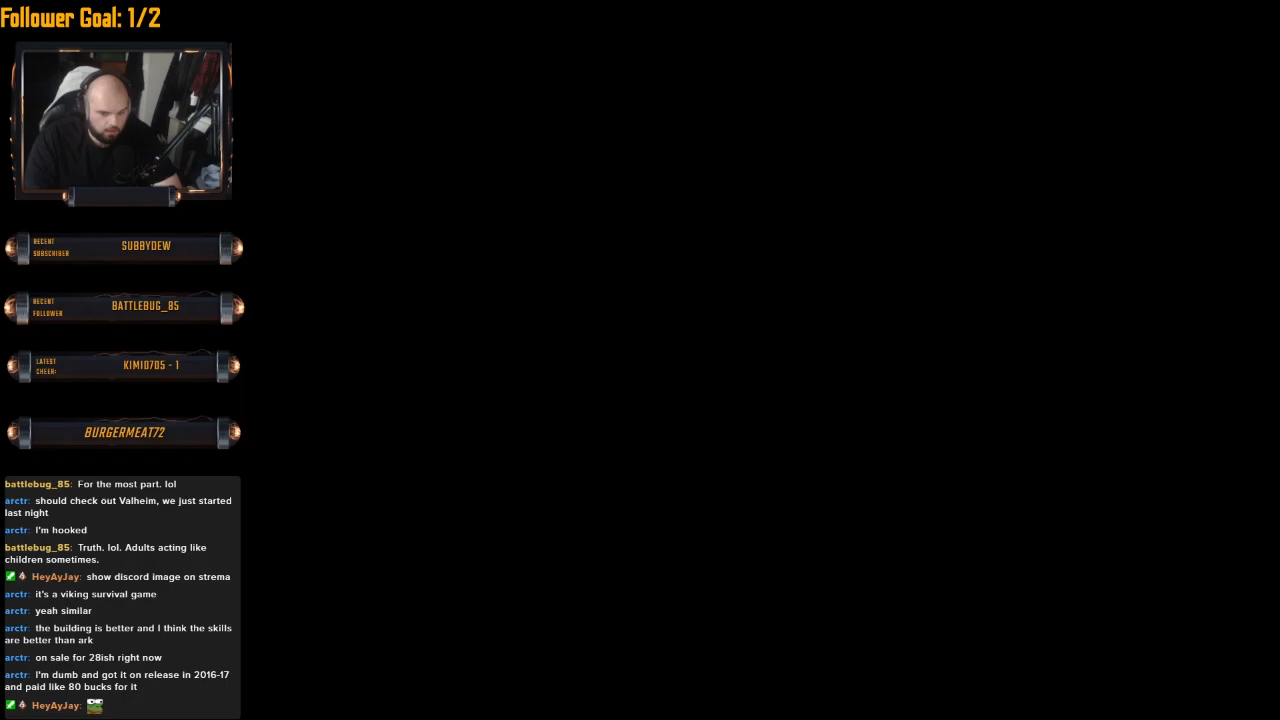 Follower Goal: 1/2
RECENT
SUBSCRIBER
SUBBYDEW
RECENT
FOLLOWER
BATTLEBUG_85
LATEST
CHEER:
KIMI0705 - 1
BURGERMEAT72
battlebug_85: For the most part. lol
arctr: should check out Valheim, we just started
last night
arctr: I'm hooked
battlebug_85: Truth. lol. Adults acting like
children sometimes.
HeyAyJay: show discord image on strema
arctr: it's a viking survival game
arctr: yeah similar
arctr: the building is better and I think the skills
are better than ark
arctr: on sale for 28ish right now
arctr: I'm dumb and got it on release in 2016-17
and paid like 80 bucks for it
HeyAyJay: